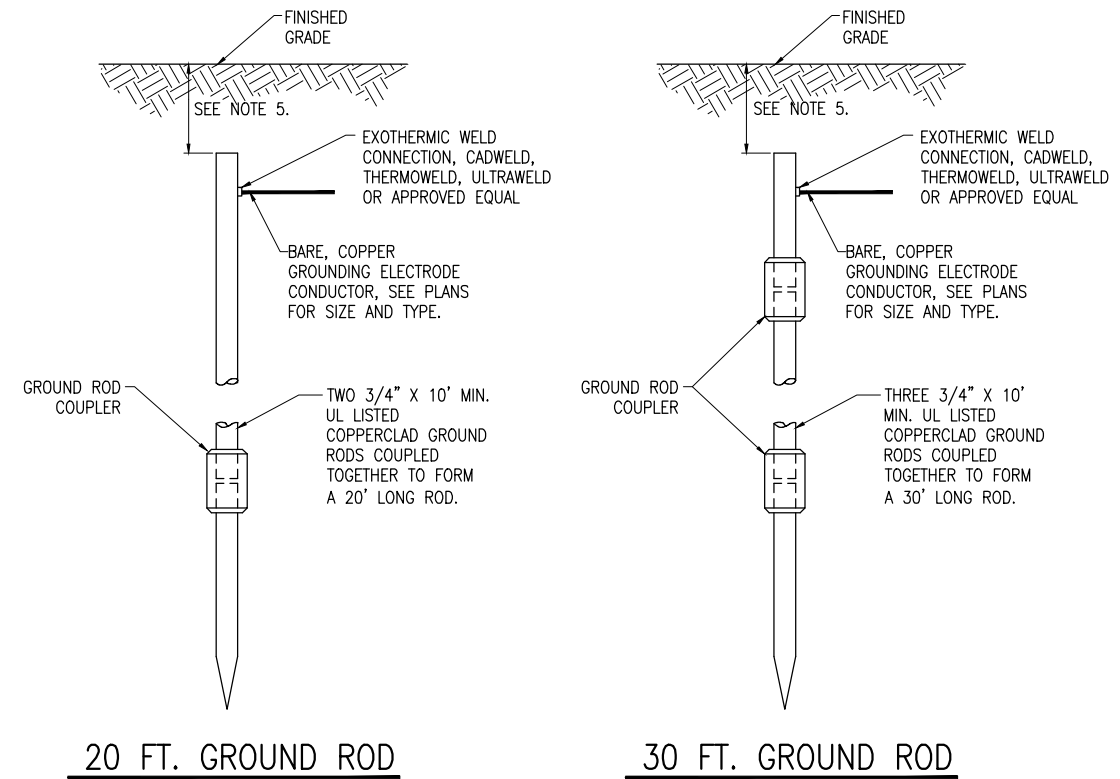 FINISHED
GRADE
SEE NOTE 5.
EXOTHERMIC WELD
CONNECTION, CADWELD,
THERMOWELD, ULTRAWELD
OR APPROVED EQUAL
BARE, COPPER
GROUNDING ELECTRODE
CONDUCTOR, SEE PLANS
FOR SIZE AND TYPE.
GROUND ROD
COUPLER
TWO 3/4" X 10' MIN.
UL LISTED
COPPERCLAD GROUND
RODS COUPLED
TOGETHER TO FORM
A 20' LONG ROD.
20 FT. GROUND ROD
FINISHED
GRADE
SEE NOTE 5.
EXOTHERMIC WELD
CONNECTION, CADWELD,
THERMOWELD, ULTRAWELD
OR APPROVED EQUAL
BARE, COPPER
GROUNDING ELECTRODE
CONDUCTOR, SEE PLANS
FOR SIZE AND TYPE.
GROUND ROD
COUPLER
THREE 3/4" X 10'
MIN. UL LISTED
COPPERCLAD GROUND
RODS COUPLED
TOGETHER TO FORM
A 30' LONG ROD.
30 FT. GROUND ROD